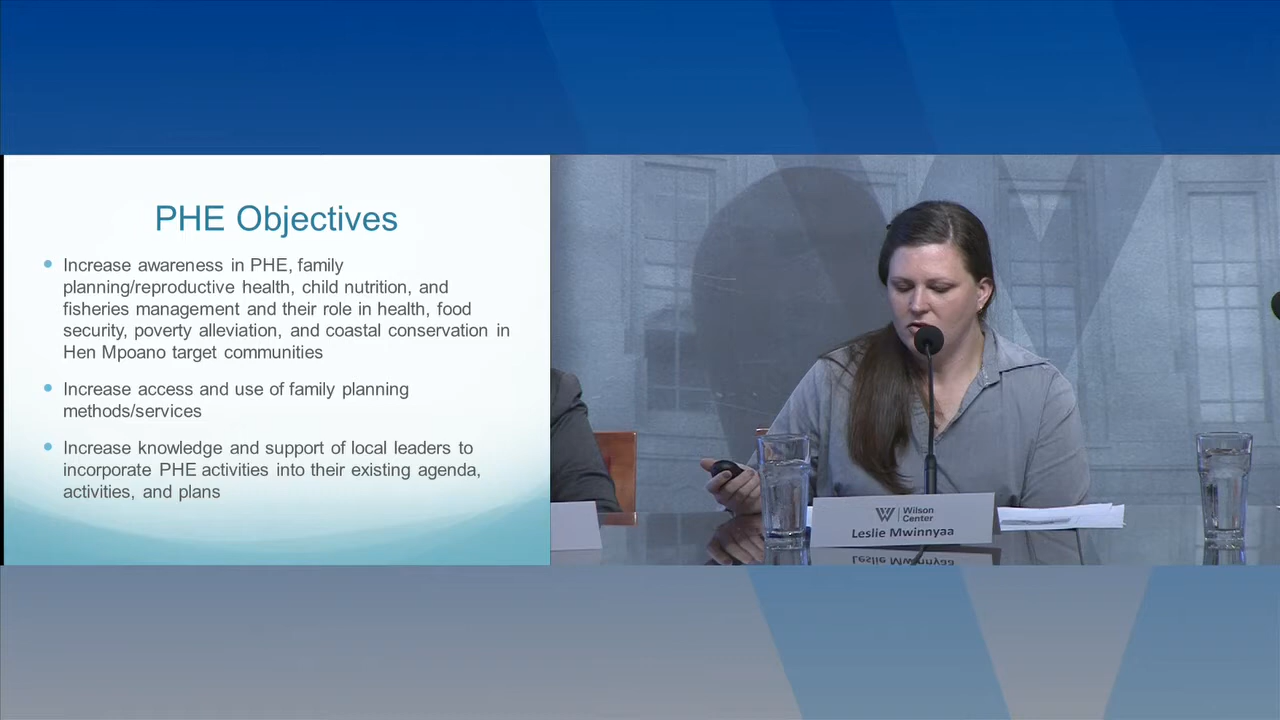 PHE Objectives
Increase awareness in PHE, family
planning/reproductive health, child nutrition, and
fisheries management and their role in health, food
security, poverty alleviation, and coastal conservation in
Hen Mpoano target communities
Increase access and use of family planning
methods/services
Increase knowledge and support of local leaders to
incorporate PHE activities into their existing agenda,
activities, and plans
Wilson
Center
Leslie Mwinnyaa
Leslie Mwinnyaa